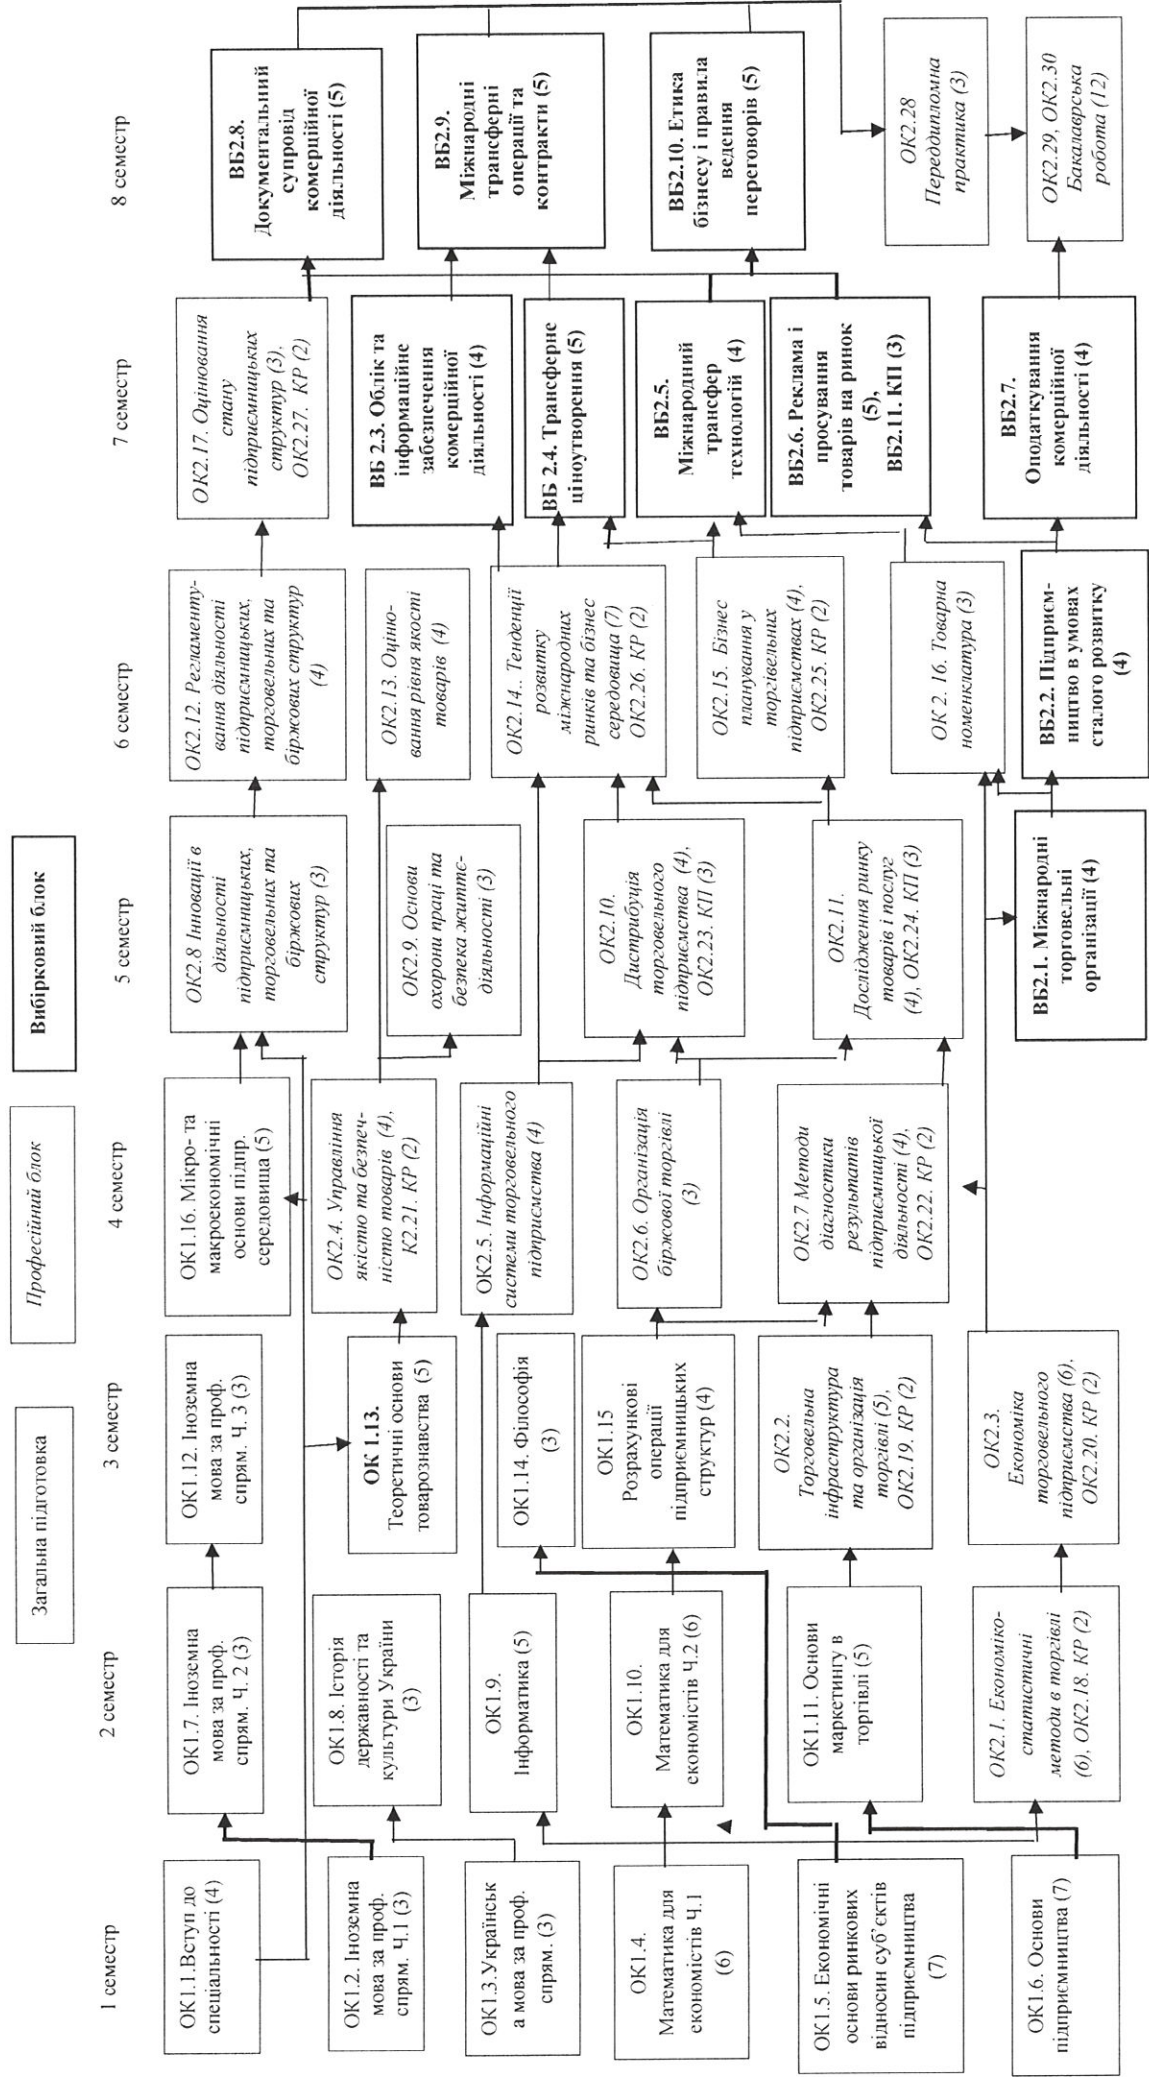 Загальна підготовка
Професійний блок
Вибірковий блок
1 семестр
2 семестр
3 семестр
4 семестр
5 семестр
6 семестр
7 семестр
8 семестр
ОК1.1.Вступ до
спеціальності (4)
ОК1.2. Іноземна
мова за проф.
спрям. Ч.1 (3)
ОК1.3.Українськ
а мова за проф.
спрям. (3)
ОК1.4.
Математика для
економістів Ч.1
(6)
ОК1.5. Економічні
основи ринкових
відносин суб’єктів
підприємництва
(7)
ОК1.6. Основи
підприємництва (7)
ОК1.7. Іноземна
мова за проф.
спрям. Ч. 2 (3)
ОК1.8. Історія
державності та
культури України
(3)
ОК1.9.
Інформатика (5)
ОК1.10.
Математика для
економістів Ч.2 (6)
ОК1.11. Основи
маркетингу в
торгівлі (5)
ОК2.1. Економіко-
статистичні
методи в торгівлі
(6), ОК2.18. КР (2)
ОК1.12. Іноземна
мова за проф.
спрям. Ч. 3 (3)
ОК 1.13.
Теоретичні основи
товарознавства (5)
ОК1.14. Філософія
(3)
ОК1.15
Розрахункові
операції
підприємницьких
структур (4)
ОК2.2.
Торговельна
інфраструктура
та організація
торгівлі (5),
ОК2.19. КР (2)
ОК2.3.
Економіка
торговельного
підприємства (6),
ОК2.20. КР (2)
ОК1.16. Мікро- та
макроекономічні
основи підпр.
середовища (5)
ОК2.4. Управління
якістю та безпеч-
ністю товарів (4),
К2.21. КР (2)
ОК2.5. Інформаційні
системи торговельного
підприємства (4)
ОК2.6. Організація
біржової торгівлі
(3)
ОК2.7 Методи
діагностики
результатів
підприємницької
діяльності (4),
ОК2.22. КР (2)
ОК2.8 Інновації в
діяльності
підприємницьких,
торговельних та
біржових
структур (3)
ОК2.9. Основи
охорони праці та
безпека життє-
діяльності (3)
ОК2.10.
Дистрибуція
торговельного
підприємства (4),
ОК2.23. КП (3)
ОК2.11.
Дослідження ринку
товарів і послуг
(4), ОК2.24. КП (3)
ВБ2.1. Міжнародні
торговельні
організації (4)
ОК2.12. Регламенту-
вання діяльності
підприємницьких,
торговельних та
біржових структур
(4)
ОК2.13. Оціню-
вання рівня якості
товарів (4)
ОК2.14.. Тенденції
розвитку
міжнародних
ринків та бізнес
середовища (7)
ОК2.26. КР (2)
ОК2.15. Бізнес
планування у
торгівельних
підприємствах (4),
ОК2.25. КР (2)
ОК 2. 16. Товарна
номенклатура (3)
ВБ2.2. Підприєм-
ництво в умовах
сталого розвитку
(4)
ОК2.17. Оцінювання
стану
підприємницьких
структур (3),
ОК2.27. КР (2)
ВБ 2.3. Облік та
інформаційне
забезпечення
комерційної
діяльності (4)
ВБ 2.4. Трансферне
ціноутворення (5)
ВБ2.5.
Міжнародний
трансфер
технологій (4)
ВБ2.6. Реклама і
просування
товарів на ринок
(5),
ВБ2.11. КП (3)
ВБ2.7.
Оподаткування
комерційної
діяльності (4)
ВБ2.8.
Документальний
супровід
комерційної
діяльності (5)
ВБ2.9.
Міжнародні
трансферні
операції та
контракти (5)
ВБ2.10. Етика
бізнесу і правила
ведення
переговорів (5)
ОК2.28
Переддипломна
практика (3)
ОК2.29, ОК2.30
Бакалаврська
робота (12)